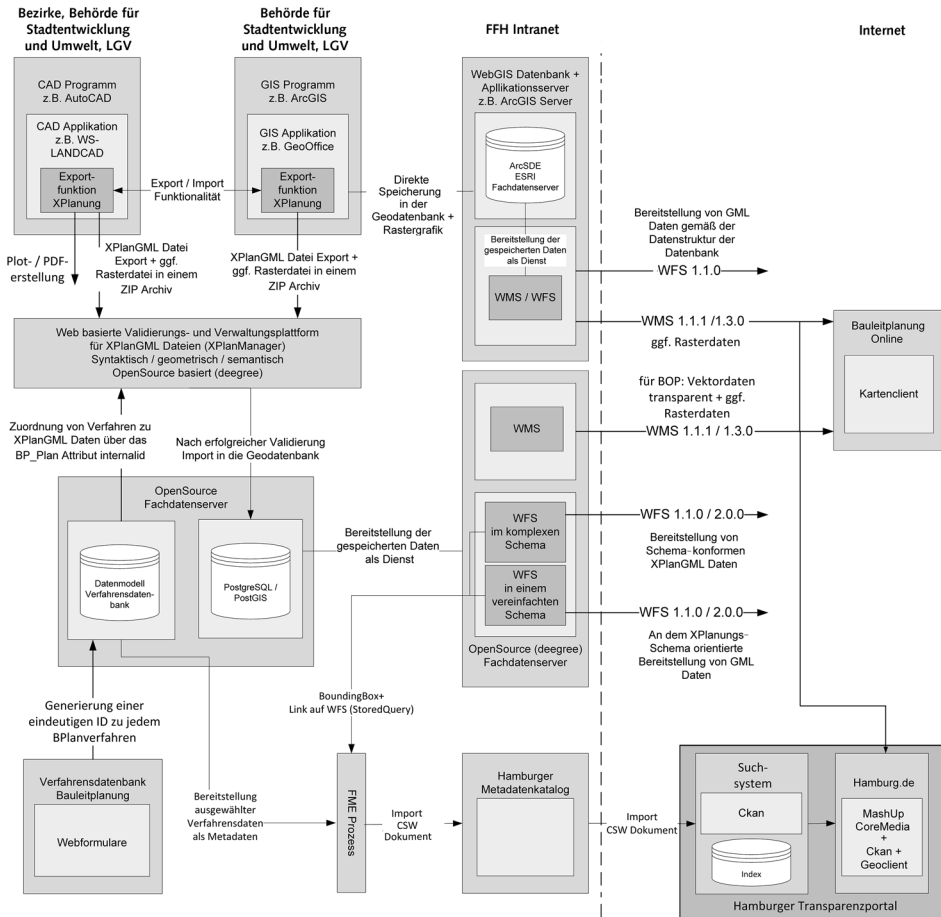 Bezirke, Behörde für
Stadtentwicklung
und Umwelt, LGV
Behörde für
Stadtentwicklung
und Umwelt, LGV
FFH Intranet
Internet
CAD Programm
z.B. AutoCAD
CAD Applikation
z.B. WS-
LANDCAD
Export-
funktion
XPlanung
Export / Import
Funktionalität
GIS Programm
z.B. ArcGIS
GIS Applikation
z.B. GeoOffice
Export-
funktion
XPlanung
Direkte
Speicherung
in der
Geodatenbank +
Rastergrafik
WebGIS Datenbank +
Apllikationsserver
z.B. ArcGIS Server
ArcSDE
ESRI
Fachdatenserver
Bereitstellung der
gespeicherten Daten
als Dienst
WMS / WFS
Bereitstellung von GML
Daten gemäß der
Datenstruktur der
Datenbank
WFS 1.1.0
WMS 1.1.1 /1.3.0
ggf. Rasterdaten
Bauleitplanung
Online
Kartenclient
Plot- / PDF-
erstellung
XPlanGML Datei
Export + ggf.
Rasterdatei in einem
ZIP Archiv
XPlanGML Datei Export +
ggf. Rasterdatei in einem
ZIP Archiv
Web basierte Validierungs- und Verwaltungsplattform
für XPlanGML Dateien (XPlanManager)
Syntaktisch / geometrisch / semantisch
OpenSource basiert (deegree)
für BOP: Vektordaten
transparent + ggf.
Rasterdaten
WMS 1.1.1 / 1.3.0
WMS
Zuordnung von Verfahren zu
XPlanGML Daten über das
BP_Plan Attribut internalid
Nach erfolgreicher Validierung
Import in die Geodatenbank
OpenSource
Fachdatenserver
Datenmodell
Verfahrensdaten-
bank
PostgreSQL /
PostGIS
Bereitstellung der
gespeicherten Daten
als Dienst
WFS
im komplexen
Schema
WFS
in einem
vereinfachten
Schema
OpenSource (deegree)
Fachdatenserver
WFS 1.1.0 / 2.0.0
Bereitstellung von
Schema-konformen
XPlanGML Daten
WFS 1.1.0 / 2.0.0
An dem XPlanungs-
Schema orientierte
Bereitstellung von GML
Daten
Generierung einer
eindeutigen ID zu jedem
BPlanverfahren
BoundingBox+
Link auf WFS (StoredQuery)
Verfahrensdatenbank
Bauleitplanung
Webformulare
Bereitstellung
ausgewählter
Verfahrensdaten
als Metadaten
FME Prozess
Import
CSW
Dokument
Hamburger
Metadatenkatalog
Import
CSW Dokument
Such-
system
Ckan
Index
Hamburg.de
MashUp
CoreMedia
+
Ckan +
Geoclient
Hamburger Transparenzportal